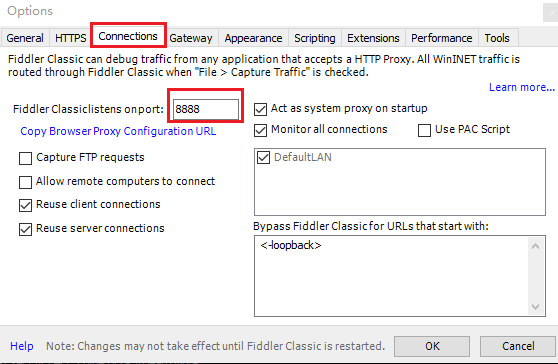 Options
General HTTPS Connections Gateway Appearance Scripting Extensions Performance Tools
Fiddler Classic can debug traffic from any application that accepts a HTTP Proxy. All WinINET traffic is
routed through Fiddler Classic when "File > Capture Traffic" is checked.
Learn more...
Fiddler Classiclistens on port: 8888
Copy Browser Proxy Configuration URL
Capture FTP requests
Allow remote computers to connect
Reuse client connections
Reuse server connections
Act as system proxy on startup
Monitor all connections Use PAC Script
DefaultLAN
Bypass Fiddler Classic for URLs that start with:
<-loopback>
Help Note: Changes may not take effect until Fiddler Classic is restarted. OK Cancel